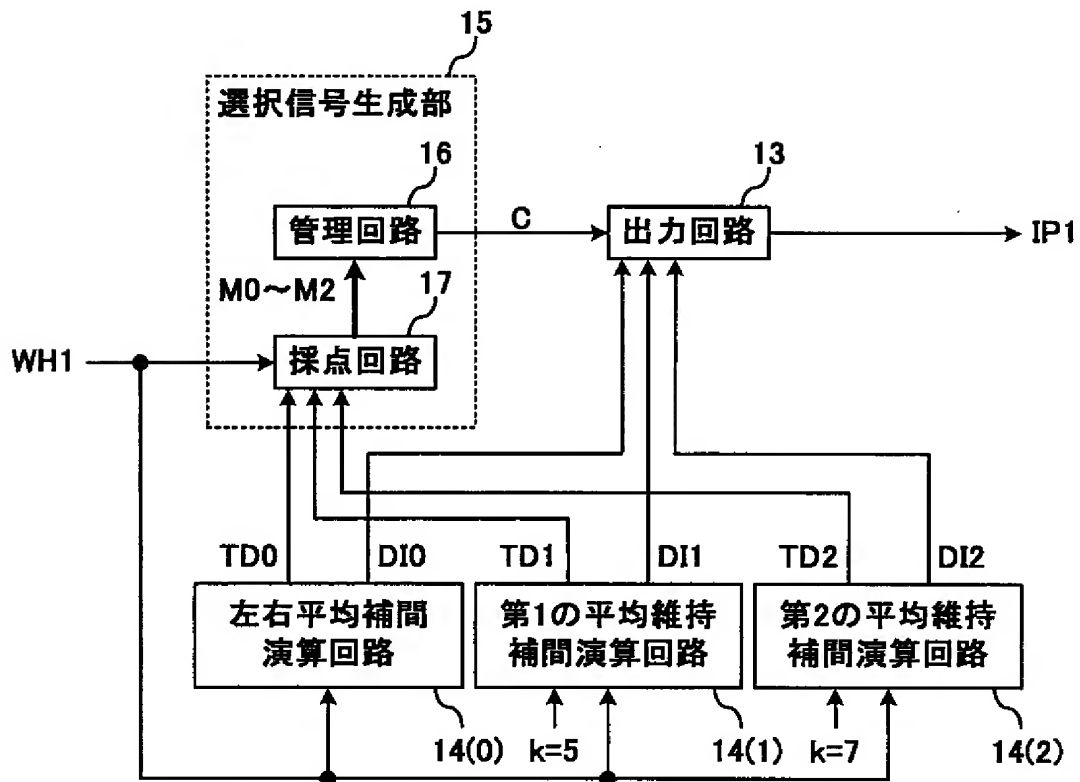 15
選択信号生成部
16
13
管理回路
C
出力回路
IP1
M0～M2
17
WH1
採点回路
TD0
DI0
TD1
DI1
TD2
DI2
左右平均補間
演算回路
第1の平均維持
補間演算回路
第2の平均維持
補間演算回路
14(0)
k=5
14(1)
k=7
14(2)